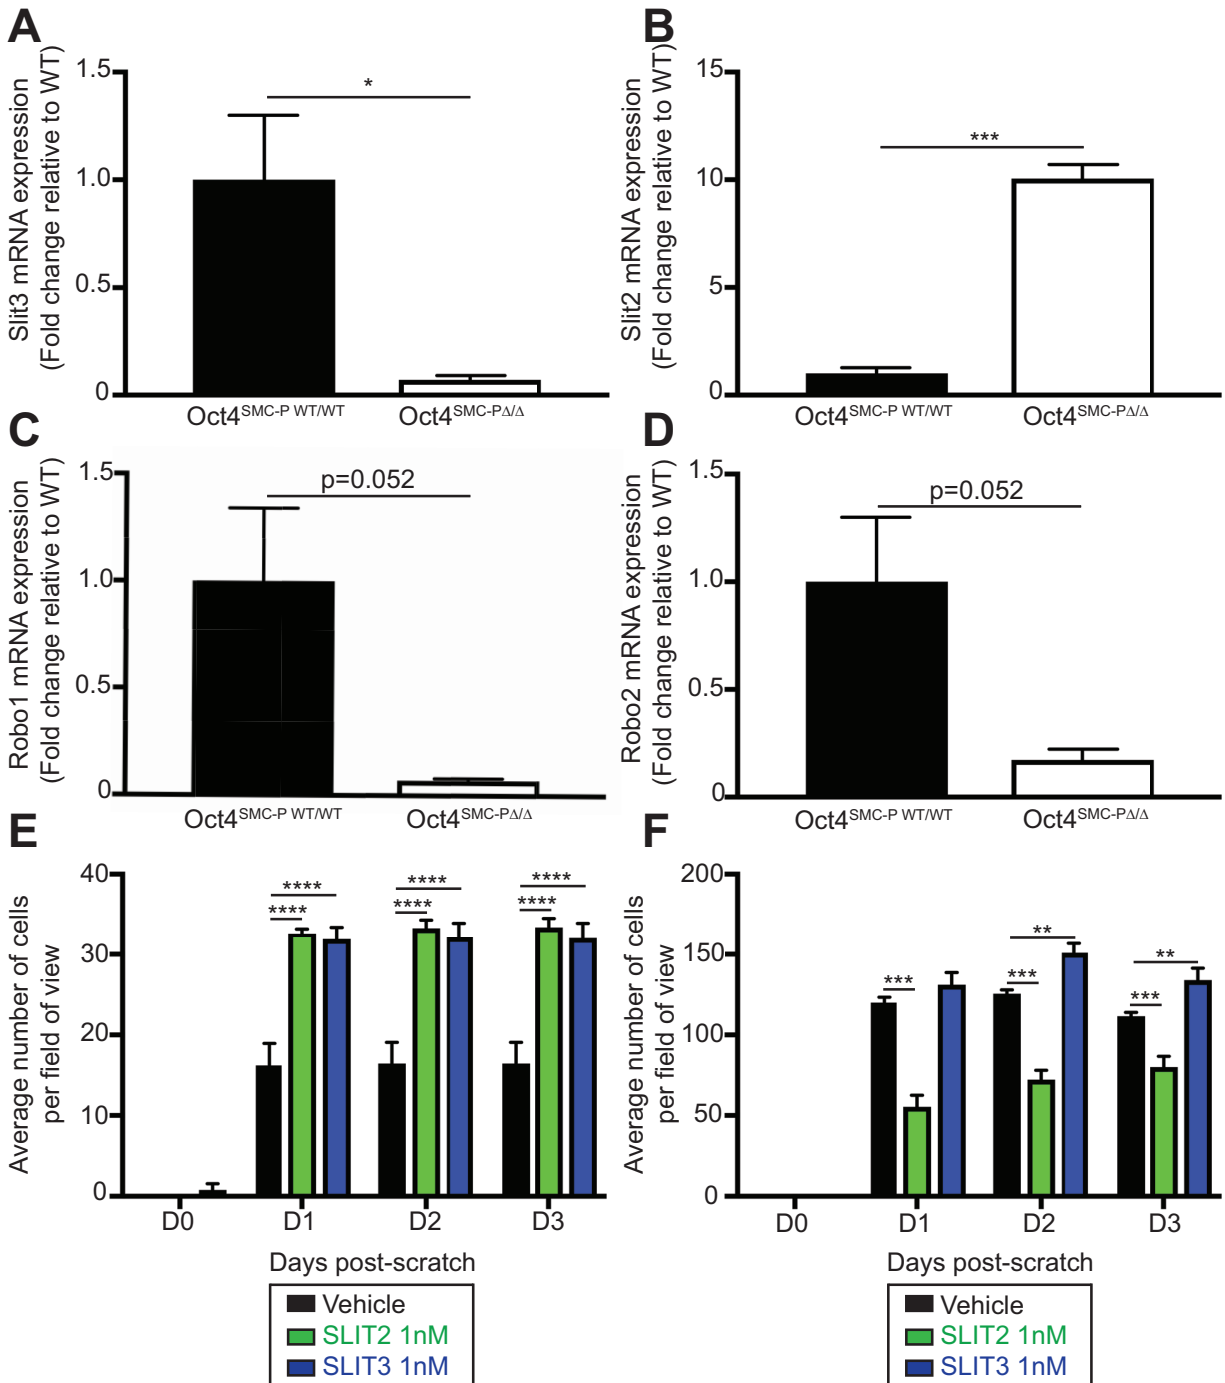 A
Slit3 mRNA expression
(Fold change relative to WT)
1.5
1.0
0.5
0
*
Oct4SMC-P WT/WT
Oct4SMC-PΔ/Δ
B
Slit2 mRNA expression
(Fold change relative to WT)
15
10
5
0
***
Oct4SMC-P WT/WT
Oct4SMC-PΔ/Δ
C
Robo1 mRNA expression
(Fold change relative to WT)
1.5
1.0
0.5
0
p=0.052
Oct4SMC-P WT/WT
Oct4SMC-PΔ/Δ
D
Robo2 mRNA expression
(Fold change relative to WT)
1.5
1.0
0.5
0
p=0.052
Oct4SMC-P WT/WT
Oct4SMC-PΔ/Δ
E
Average number of cells
per field of view
40
30
20
10
0
**** **** ****
**** **** ****
D0 D1 D2 D3
Days post-scratch
Vehicle
SLIT2 1nM
SLIT3 1nM
F
Average number of cells
per field of view
200
150
100
50
0
** **
*** *** ***
D0 D1 D2 D3
Days post-scratch
Vehicle
SLIT2 1nM
SLIT3 1nM